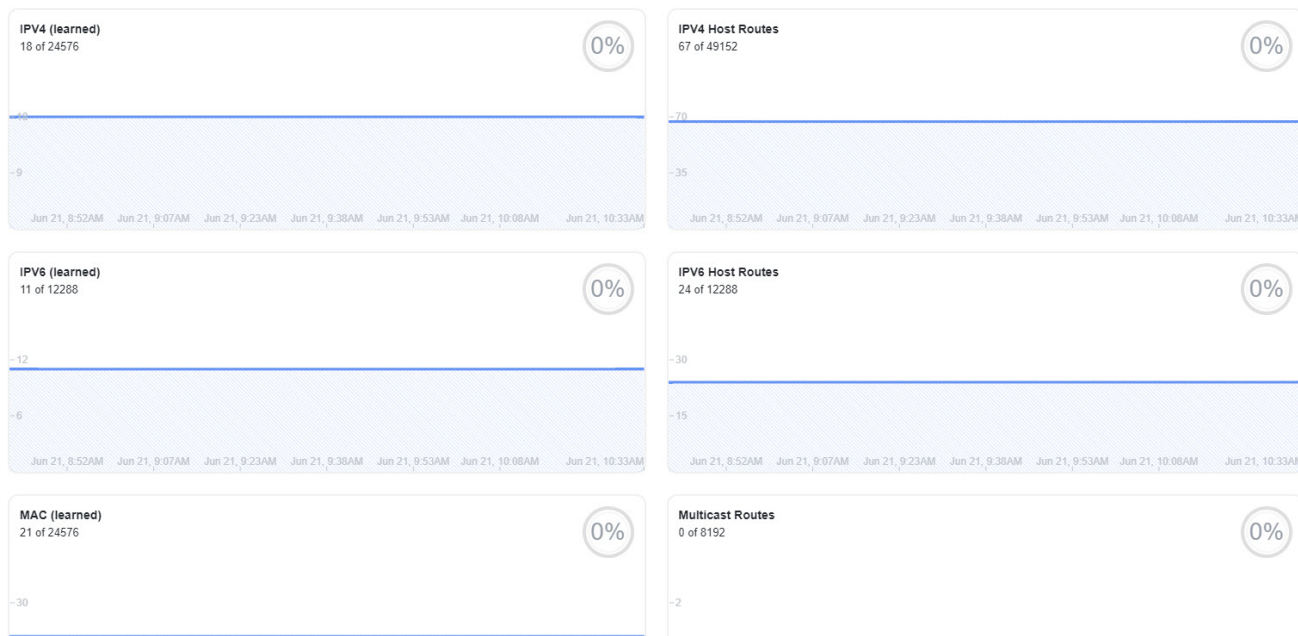 IPV4 (learned)
18 of 24576
0%
-18
-9
Jun 21, 8:52AM Jun 21, 9:07AM Jun 21, 9:23AM Jun 21, 9:38AM Jun 21, 9:53AM Jun 21, 10:08AM Jun 21, 10:33AM
IPV4 Host Routes
67 of 49152
0%
-70
-35
Jun 21, 8:52AM Jun 21, 9:07AM Jun 21, 9:23AM Jun 21, 9:38AM Jun 21, 9:53AM Jun 21, 10:08AM Jun 21, 10:33AM
IPV6 (learned)
11 of 12288
0%
-12
-6
Jun 21, 8:52AM Jun 21, 9:07AM Jun 21, 9:23AM Jun 21, 9:38AM Jun 21, 9:53AM Jun 21, 10:08AM Jun 21, 10:33AM
IPV6 Host Routes
24 of 12288
0%
-30
-15
Jun 21, 8:52AM Jun 21, 9:07AM Jun 21, 9:23AM Jun 21, 9:38AM Jun 21, 9:53AM Jun 21, 10:08AM Jun 21, 10:33AM
MAC (learned)
21 of 24576
0%
-30
Multicast Routes
0 of 8192
0%
-2